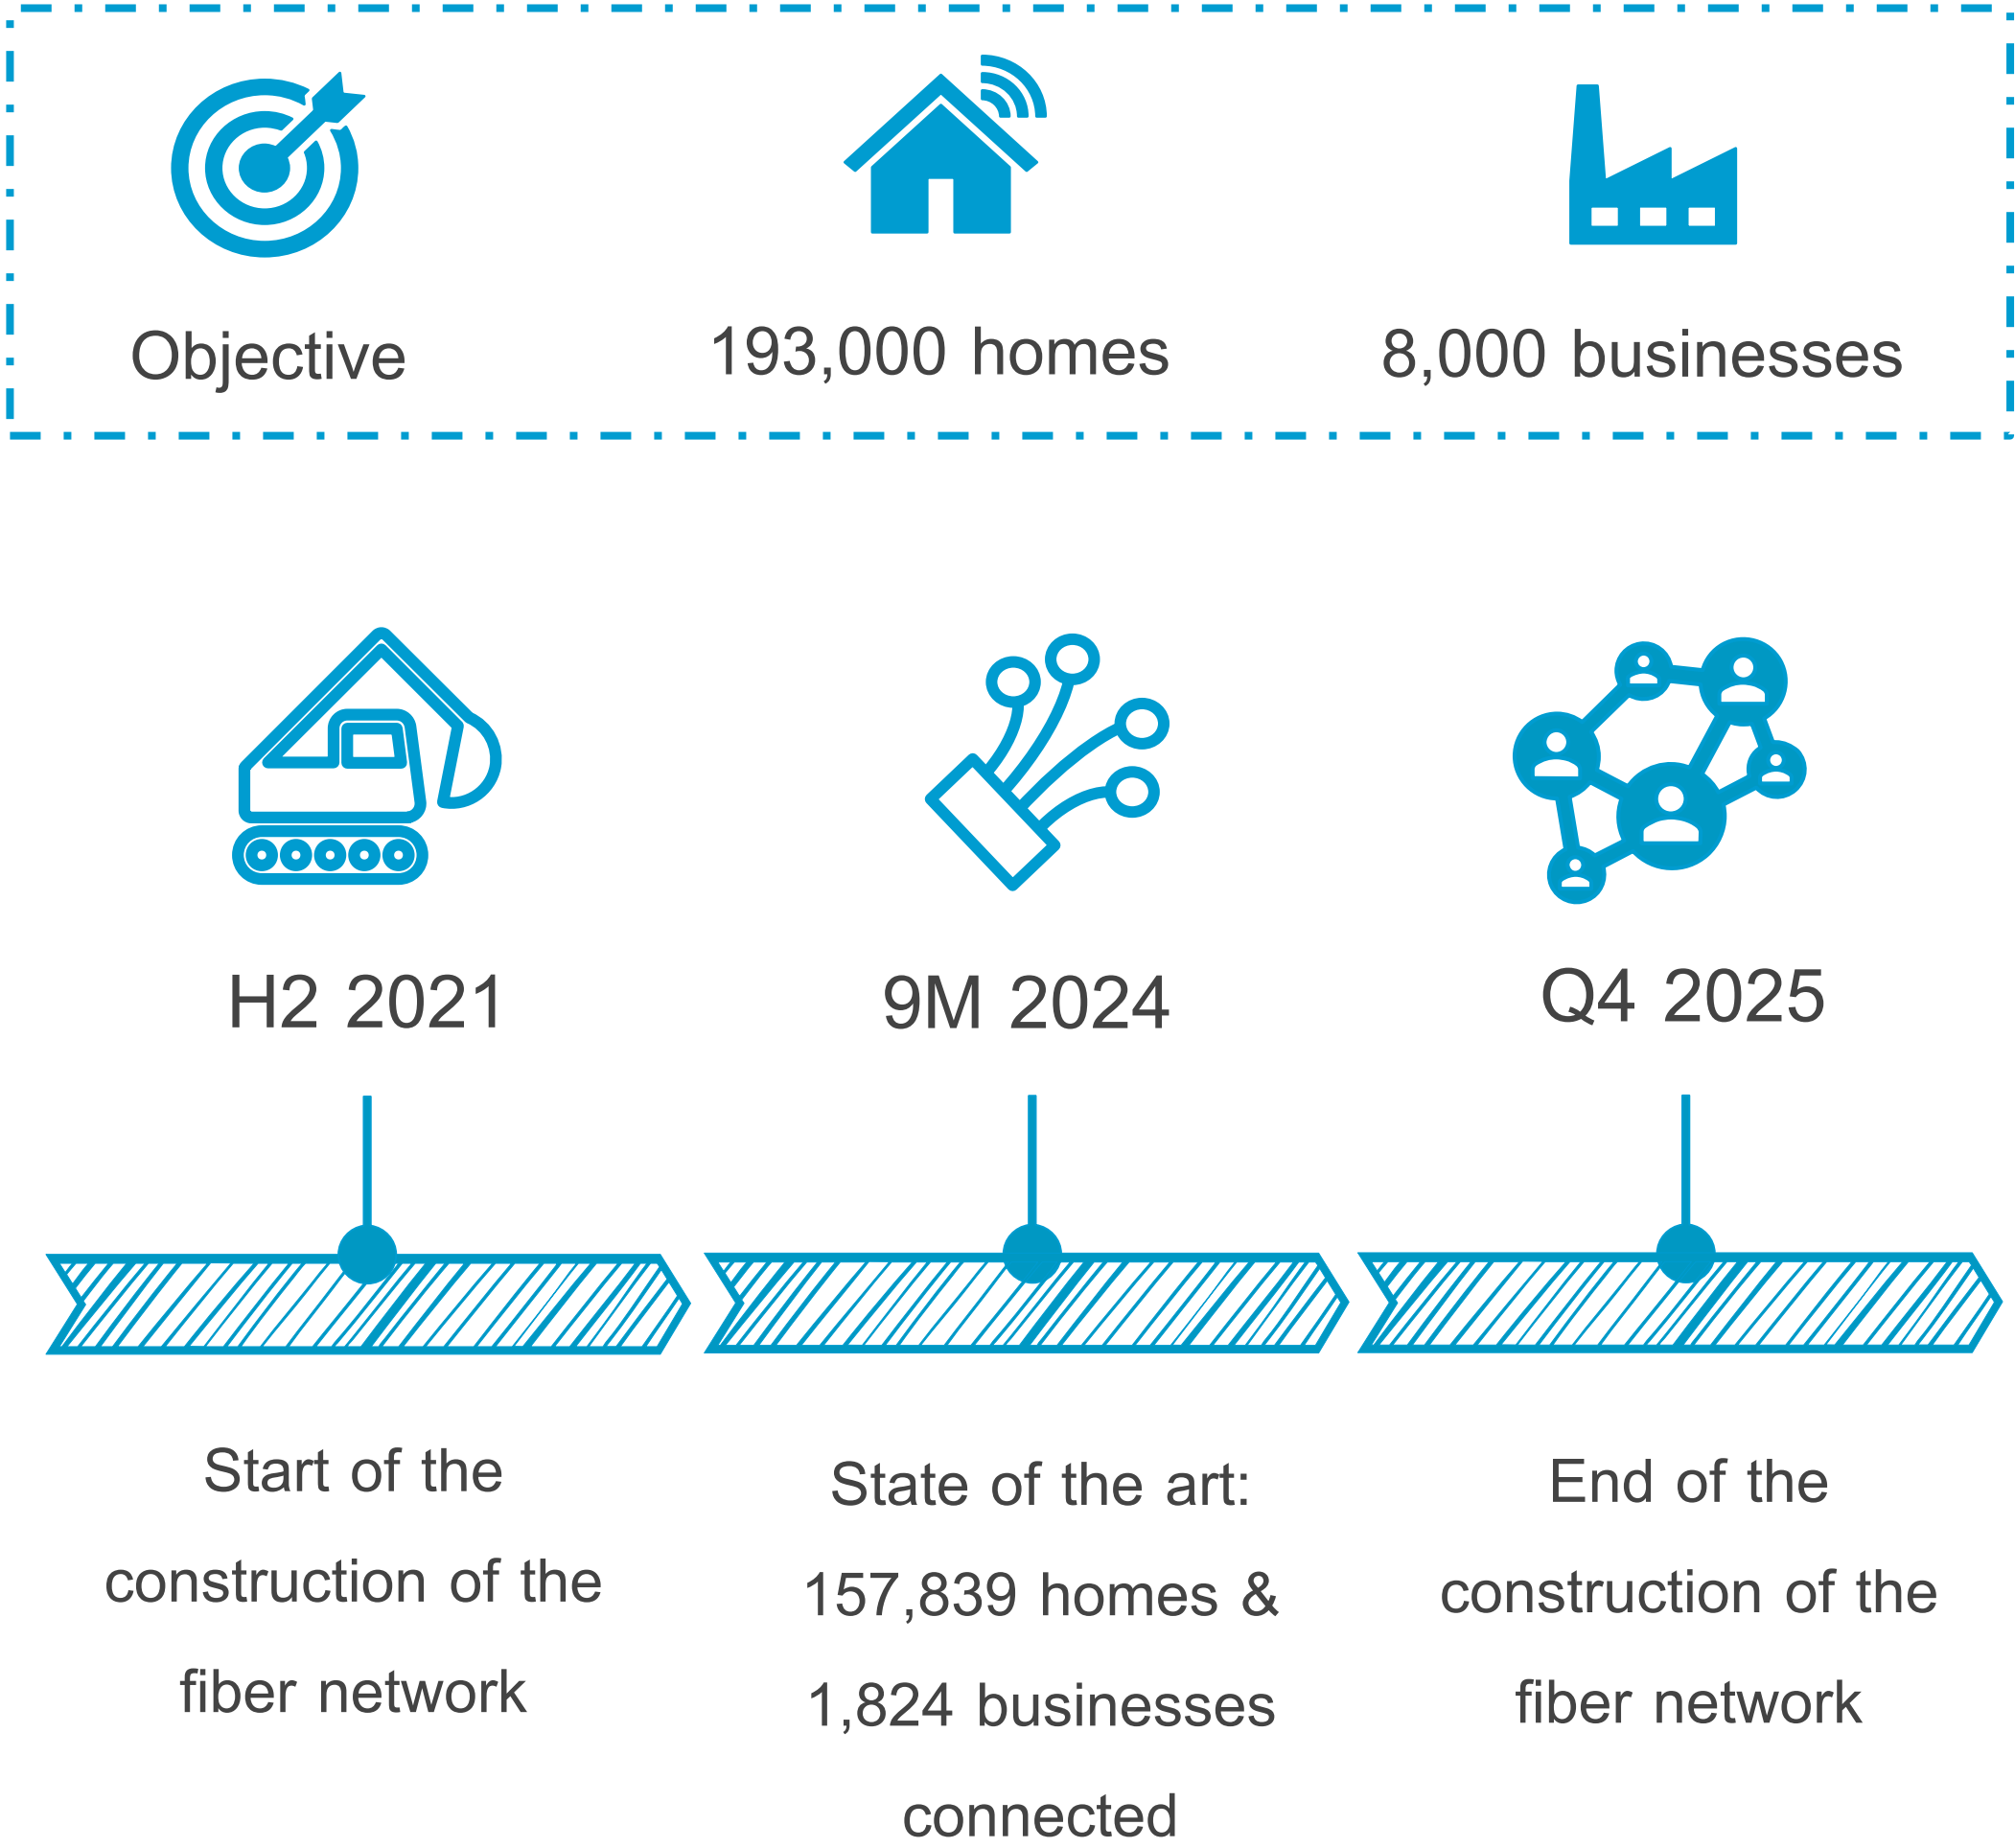 Objective
193,000 homes
8,000 businesses
H2 2021
9M 2024
Q4 2025
Start of the
construction of the
fiber network
State of the art:
157,839 homes &
1,824 businesses
connected
End of the
construction of the
fiber network